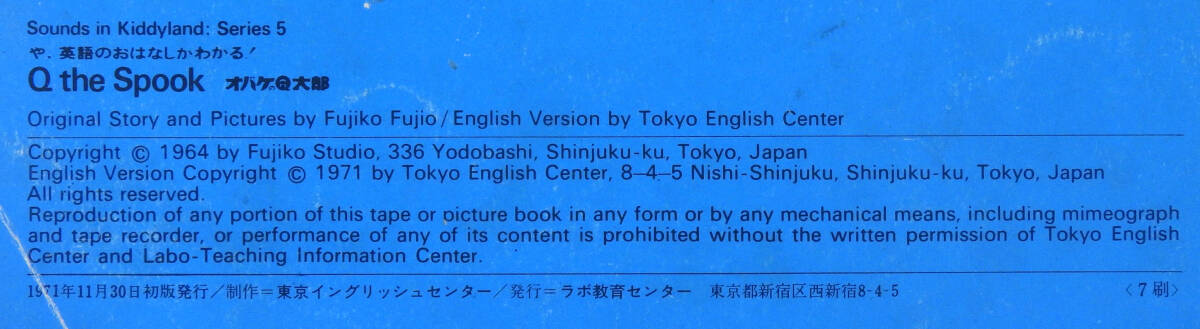 Sounds in Kiddyland: Series 5
や、英語のおはなしがわかる！
Q the Spook オバケのQ太郎
Original Story and Pictures by Fujiko Fujio/English Version by Tokyo English Center
Copyright © 1964 by Fujiko Studio, 336 Yodobashi, Shinjuku-ku, Tokyo, Japan
English Version Copyright © 1971 by Tokyo English Center, 8-4-5 Nishi-Shinjuku, Shinjuku-ku, Tokyo, Japan
All rights reserved.
Reproduction of any portion of this tape or picture book in any form or by any mechanical means, including mimeograph
and tape recorder, or performance of any of its content is prohibited without the written permission of Tokyo English
Center and Labo-Teaching Information Center.
1971年11月30日初版発行／制作＝東京イングリッシュセンター／発行＝ラボ教育センター 東京都新宿区西新宿8-4-5 〈7刷〉